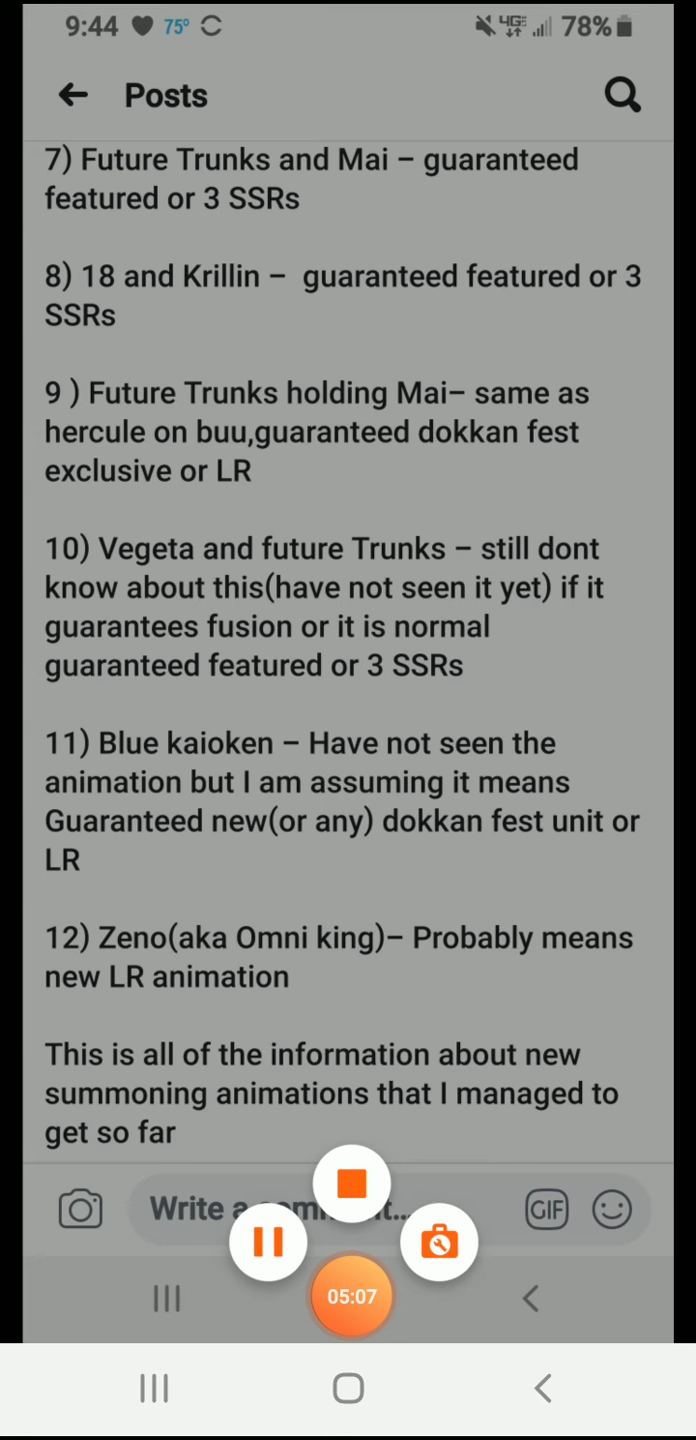 9:44 75° 4GE 78%
Posts
7) Future Trunks and Mai – guaranteed
featured or 3 SSRs
8) 18 and Krillin – guaranteed featured or 3
SSRs
9 ) Future Trunks holding Mai– same as
hercule on buu,guaranteed dokkan fest
exclusive or LR
10) Vegeta and future Trunks – still dont
know about this(have not seen it yet) if it
guarantees fusion or it is normal
guaranteed featured or 3 SSRs
11) Blue kaioken – Have not seen the
animation but I am assuming it means
Guaranteed new(or any) dokkan fest unit or
LR
12) Zeno(aka Omni king)– Probably means
new LR animation
This is all of the information about new
summoning animations that I managed to
get so far
Write a GIF
05:07